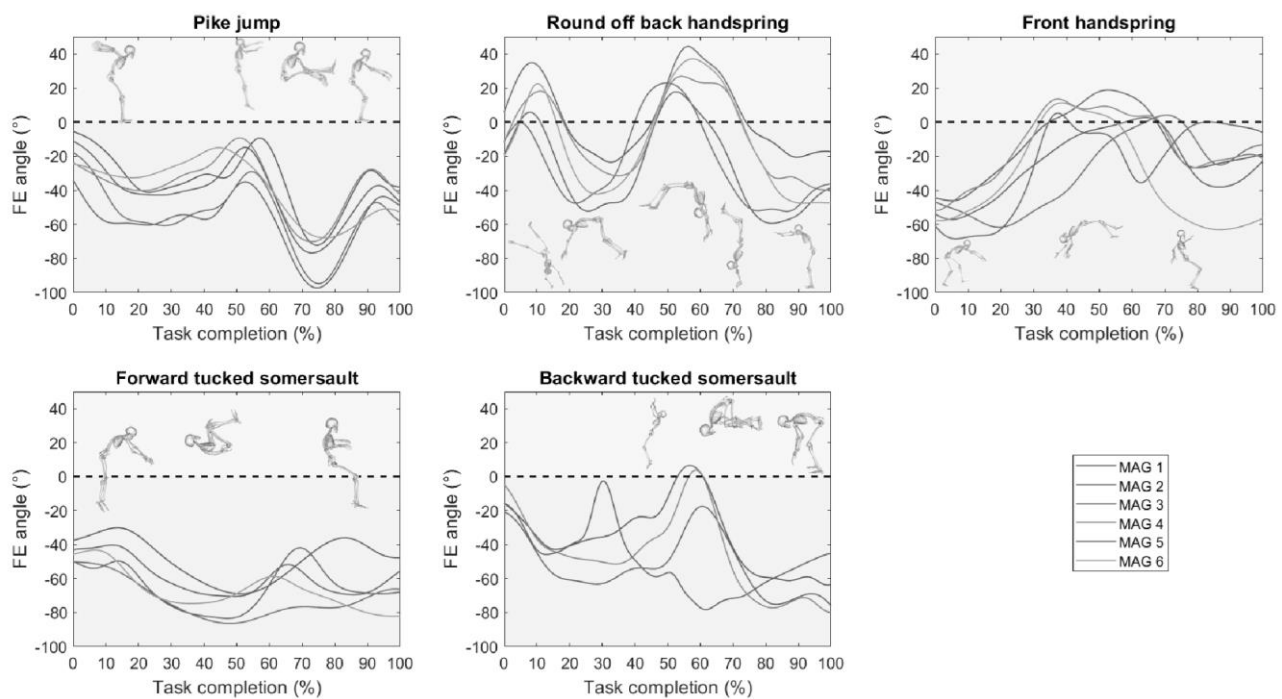 Pike jump
FE angle (°)
40
20
0
-20
-40
-60
-80
-100
0 10 20 30 40 50 60 70 80 90 100
Task completion (%)
Round off back handspring
FE angle (°)
40
20
0
-20
-40
-60
-80
-100
0 10 20 30 40 50 60 70 80 90 100
Task completion (%)
Front handspring
FE angle (°)
40
20
0
-20
-40
-60
-80
-100
0 10 20 30 40 50 60 70 80 90 100
Task completion (%)
Forward tucked somersault
FE angle (°)
40
20
0
-20
-40
-60
-80
-100
0 10 20 30 40 50 60 70 80 90 100
Task completion (%)
Backward tucked somersault
FE angle (°)
40
20
0
-20
-40
-60
-80
-100
0 10 20 30 40 50 60 70 80 90 100
Task completion (%)
MAG 1
MAG 2
MAG 3
MAG 4
MAG 5
MAG 6